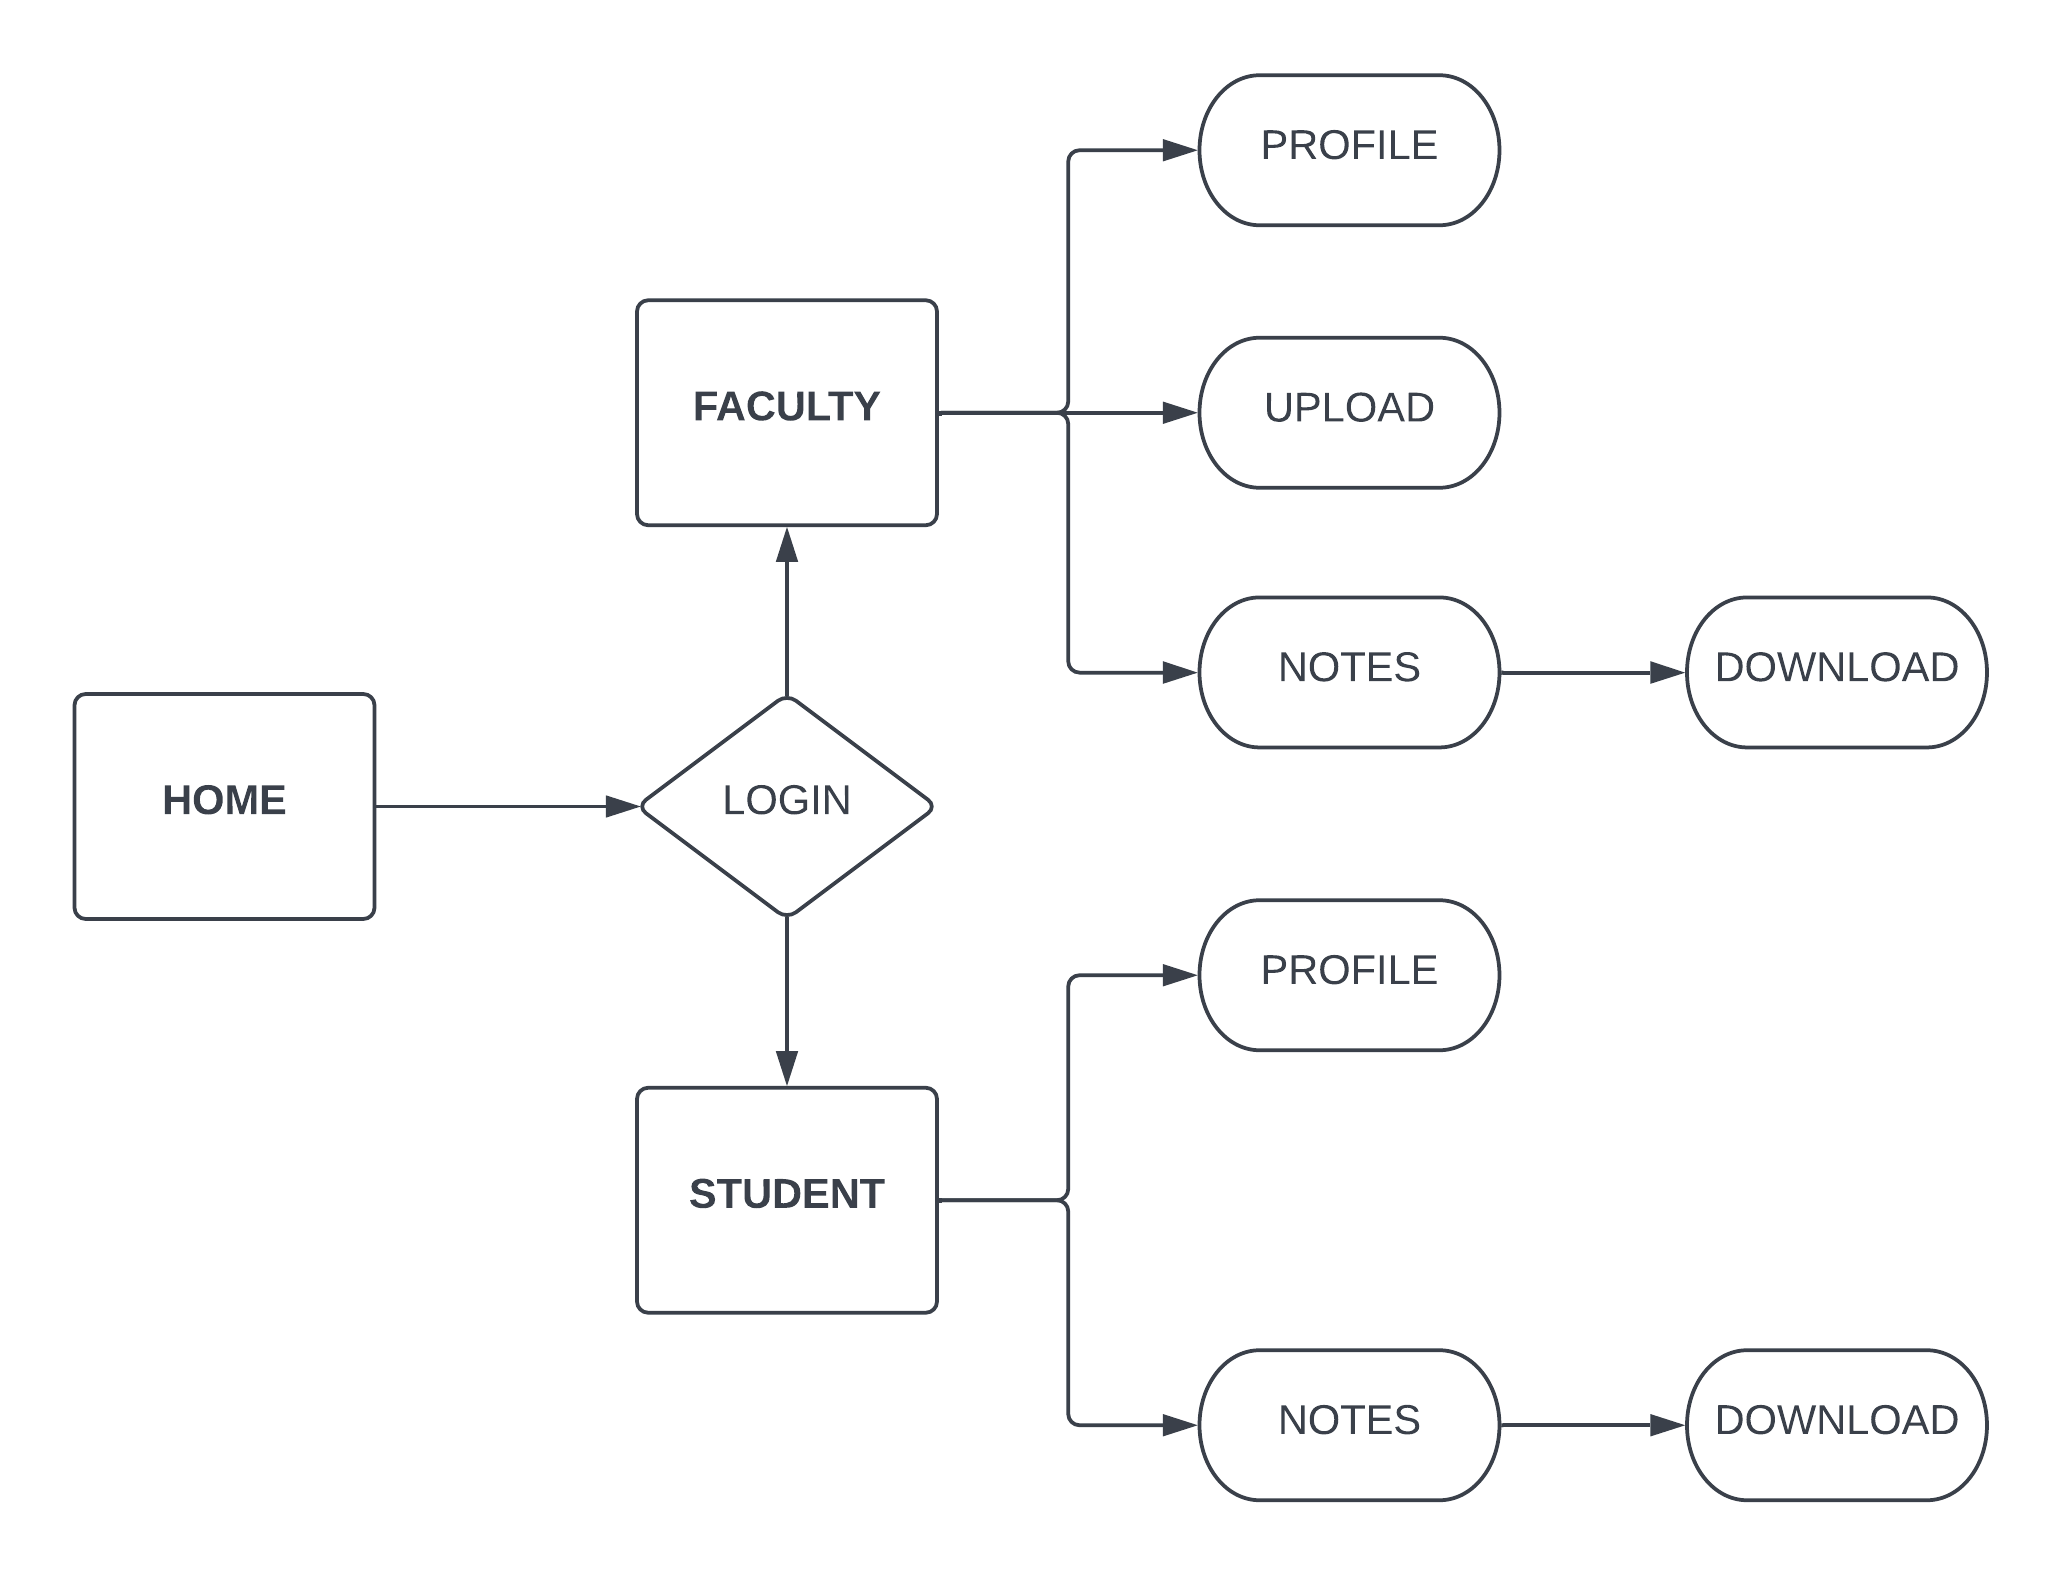 PROFILE
FACULTY
UPLOAD
NOTES
DOWNLOAD
HOME
LOGIN
PROFILE
STUDENT
NOTES
DOWNLOAD